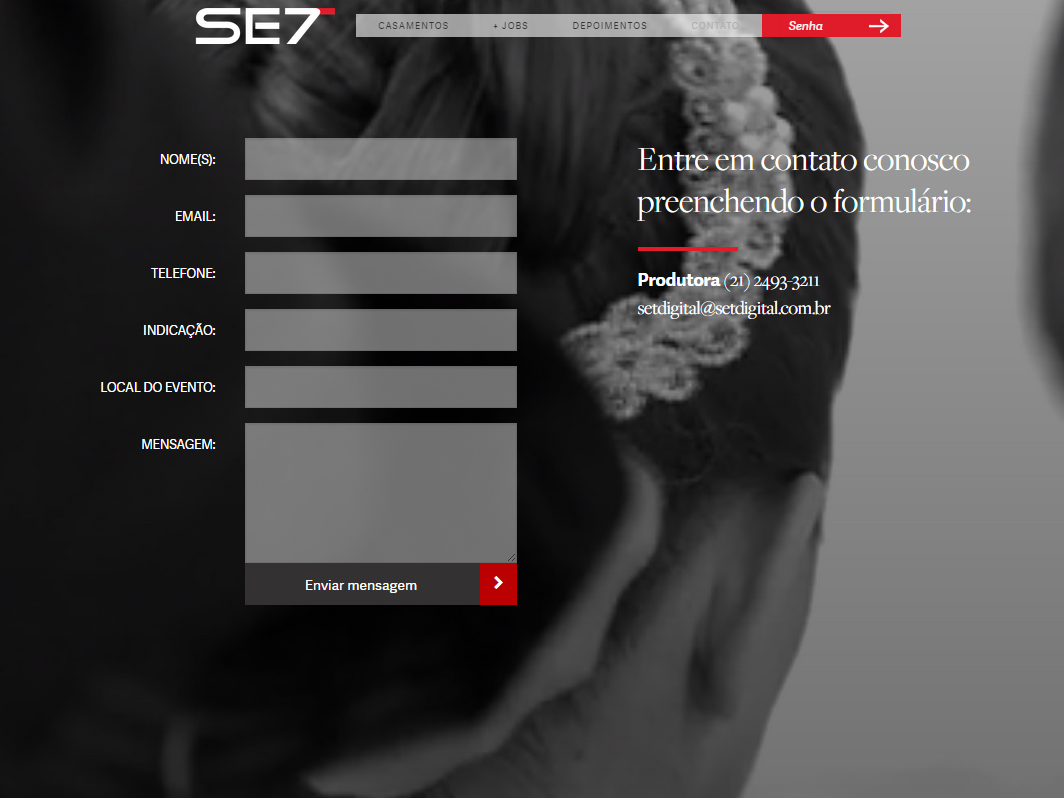 SE7
CASAMENTOS
+ JOBS
DEPOIMENTOS
CONTATO
Senha
NOME(S):
EMAIL:
TELEFONE:
INDICAÇÃO:
LOCAL DO EVENTO:
MENSAGEM:
Enviar mensagem
Entre em contato conosco
preenchendo o formulário:
Produtora (21) 2493-3211
setdigital@setdigital.com.br